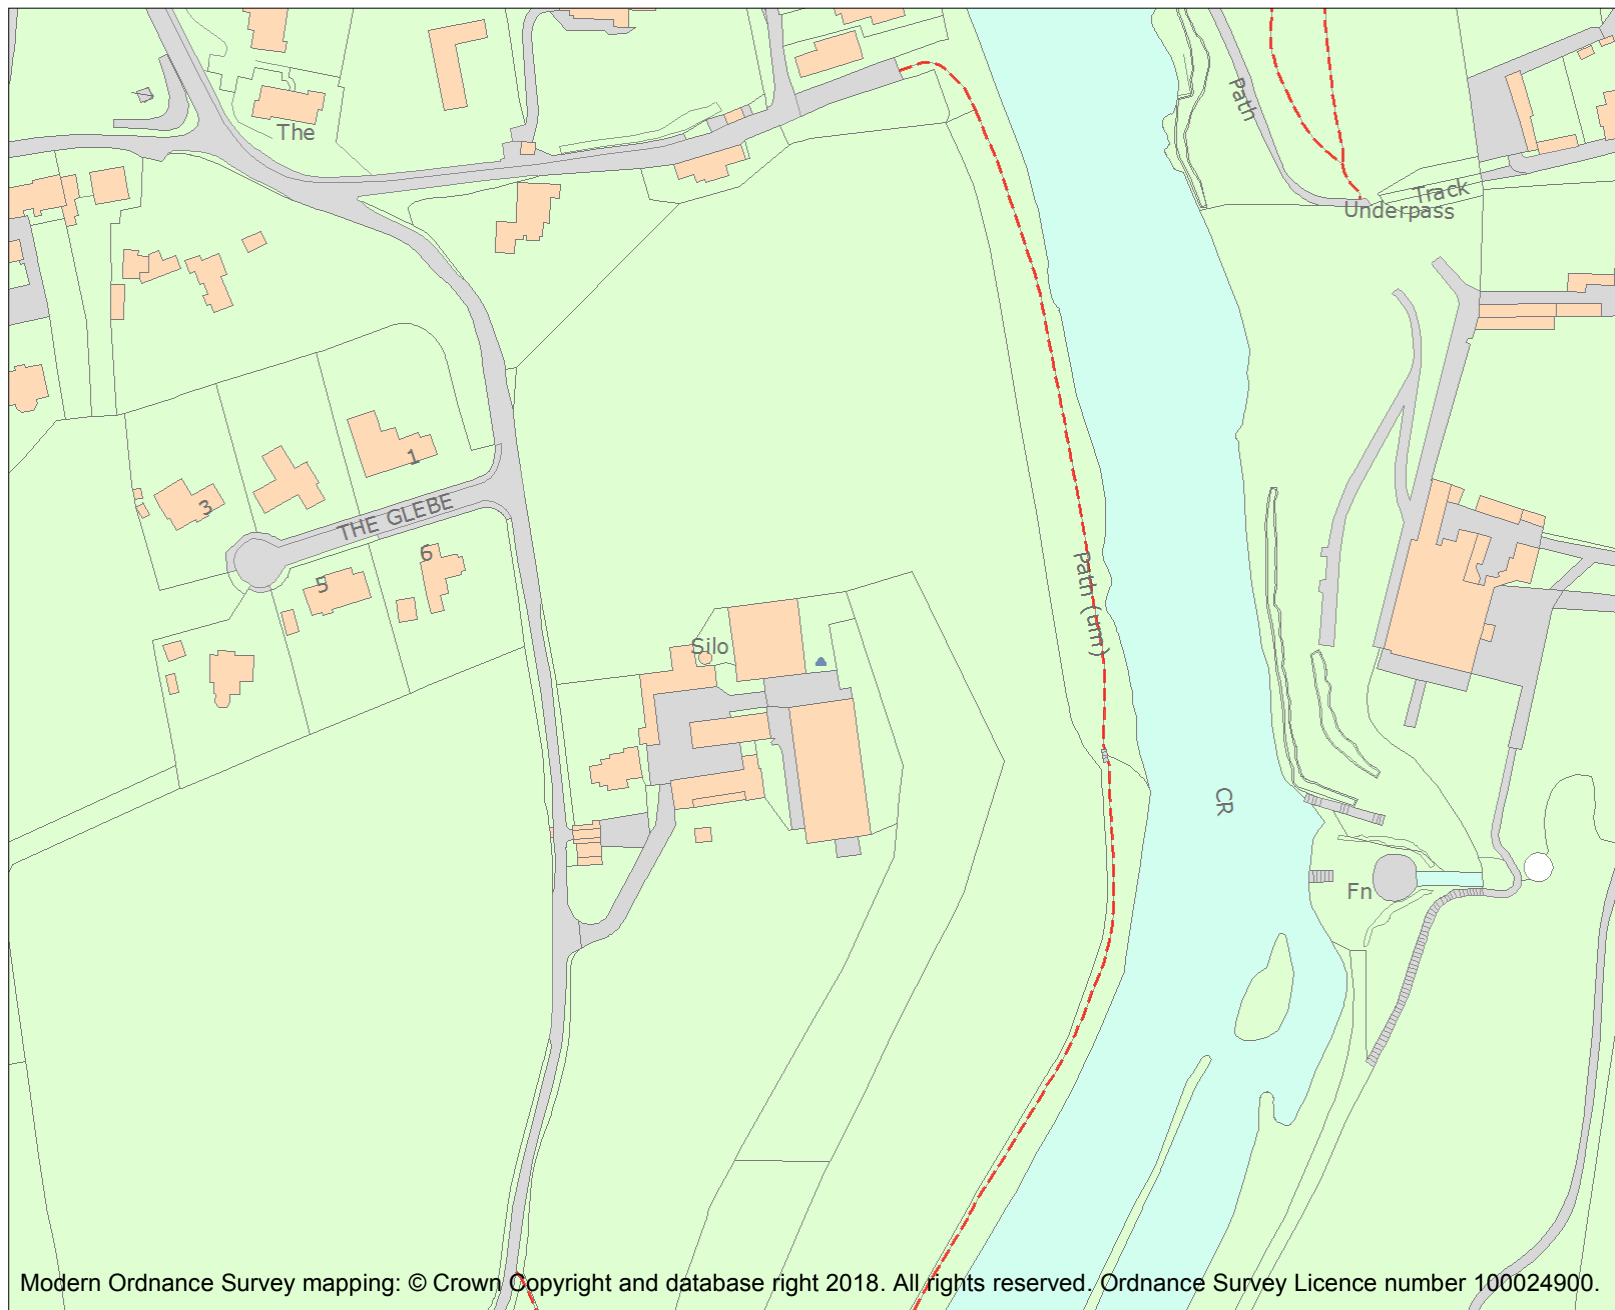 Path
The
Track
Underpass
1
3
THE GLEBE
6
5
Path (um)
Silo
CR
Fn
Modern Ordnance Survey mapping: © Crown Copyright and database right 2018. All rights reserved. Ordnance Survey Licence number 100024900.